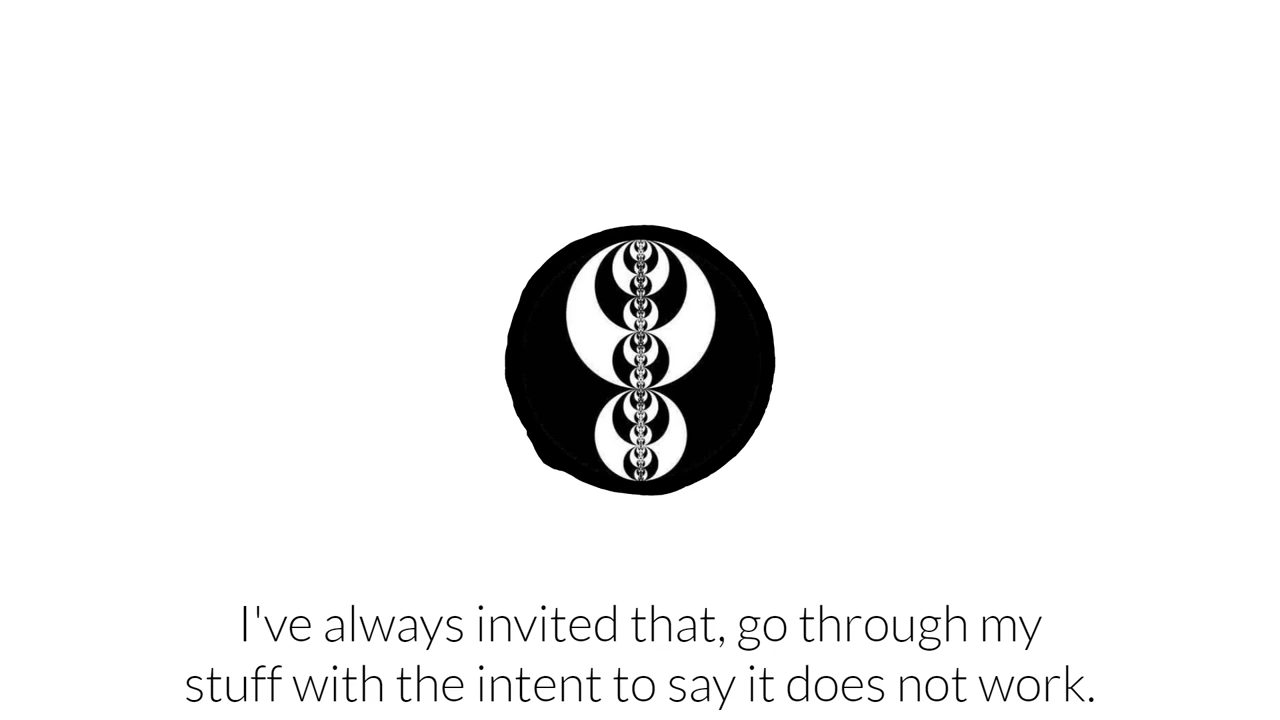 I've always invited that, go through my
stuff with the intent to say it does not work.